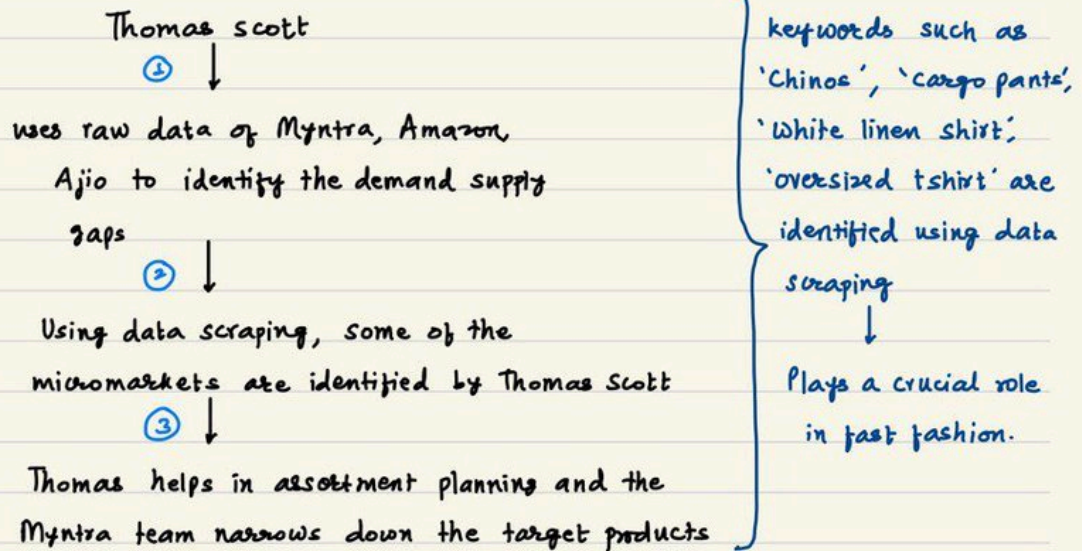 Thomas scott
①
uses raw data of Myntra, Amazon,
Ajio to identify the demand supply
gaps
②
Using data scraping, some of the
micromarkets are identified by Thomas Scott
③
Thomas helps in assortment planning and the
Myntra team narrows down the target products
keywords such as
'Chinos', 'cargo pants',
'White linen shirt',
'oversized tshirt' are
identified using data
scraping
Plays a crucial role
in fast fashion.